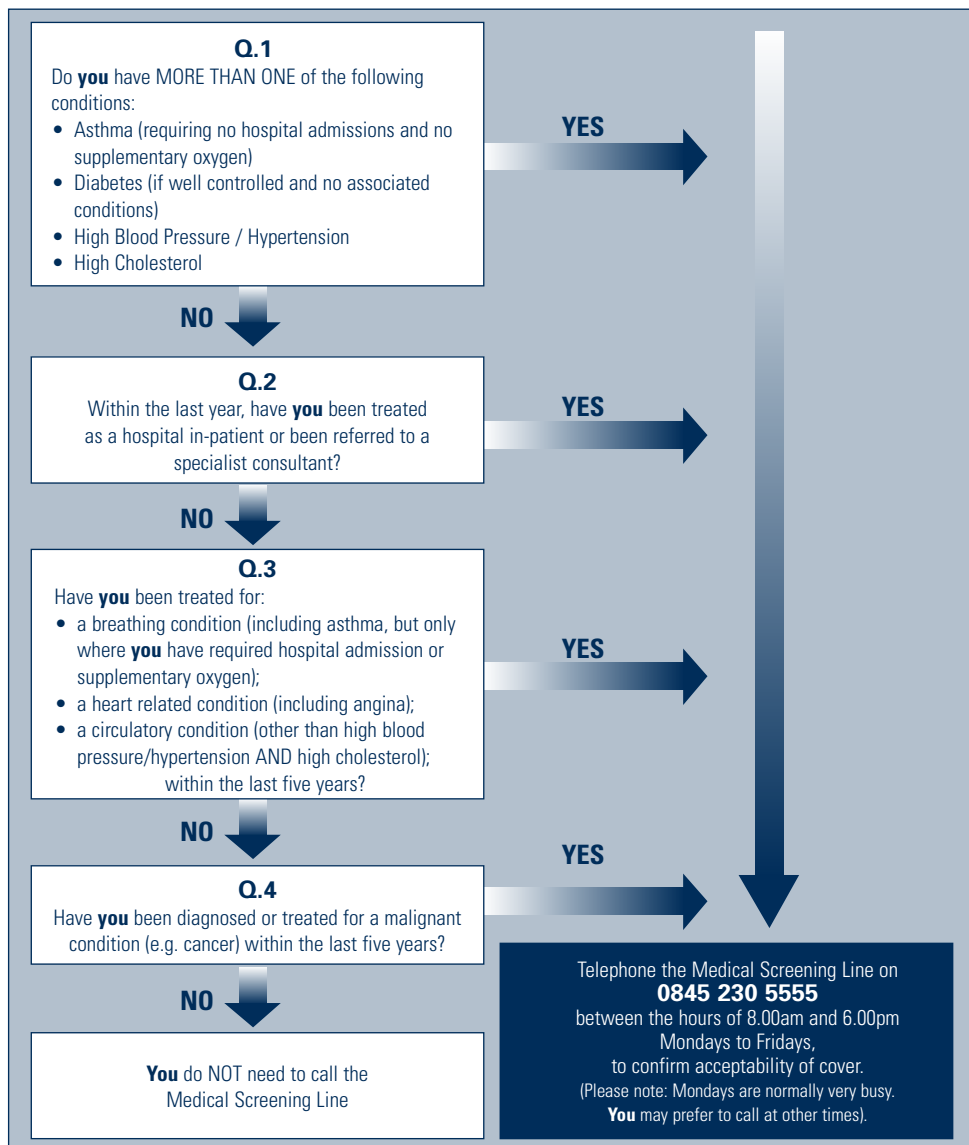 Q.1
Do you have MORE THAN ONE of the following
conditions:
• Asthma (requiring no hospital admissions and no
supplementary oxygen)
• Diabetes (if well controlled and no associated
conditions)
• High Blood Pressure / Hypertension
• High Cholesterol
YES
NO
Q.2
Within the last year, have you been treated
as a hospital in-patient or been referred to a
specialist consultant?
YES
NO
Q.3
Have you been treated for:
• a breathing condition (including asthma, but only
where you have required hospital admission or
supplementary oxygen);
• a heart related condition (including angina);
• a circulatory condition (other than high blood
pressure/hypertension AND high cholesterol);
within the last five years?
YES
NO
Q.4
Have you been diagnosed or treated for a malignant
condition (e.g. cancer) within the last five years?
YES
NO
You do NOT need to call the
Medical Screening Line
Telephone the Medical Screening Line on
0845 230 5555
between the hours of 8.00am and 6.00pm
Mondays to Fridays,
to confirm acceptability of cover.
(Please note: Mondays are normally very busy.
You may prefer to call at other times).